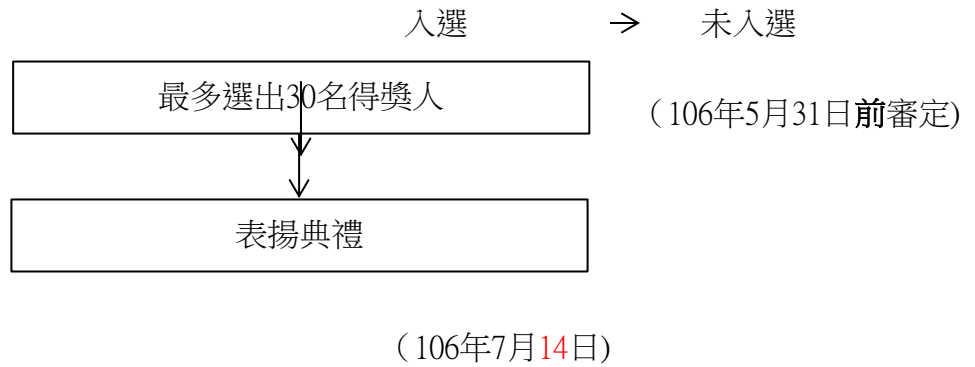 入選 → 未入選
最多選出30名得獎人
（106年5月31日前審定)
表揚典禮
（106年7月14日)